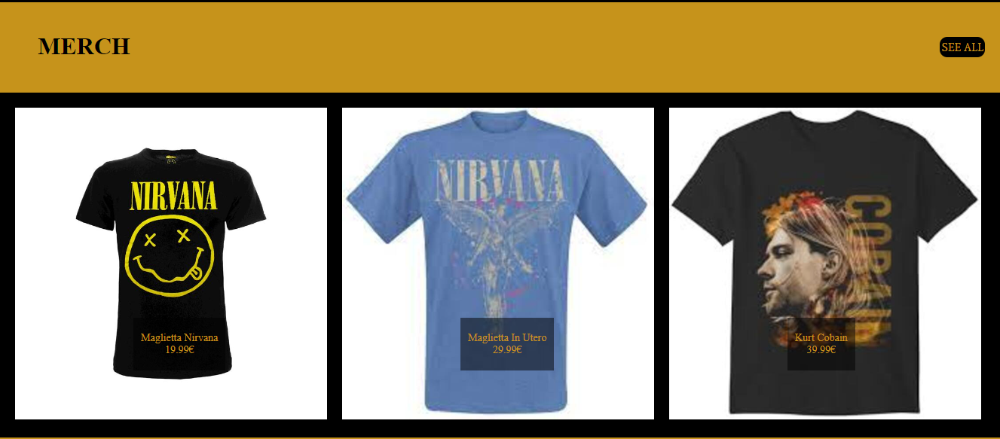 MERCH
SEE ALL
NIRVANA
Maglietta Nirvana
19.99€
NIRVANA
Maglietta In Utero
29.99€
COBAIN
Kurt Cobain
39.99€